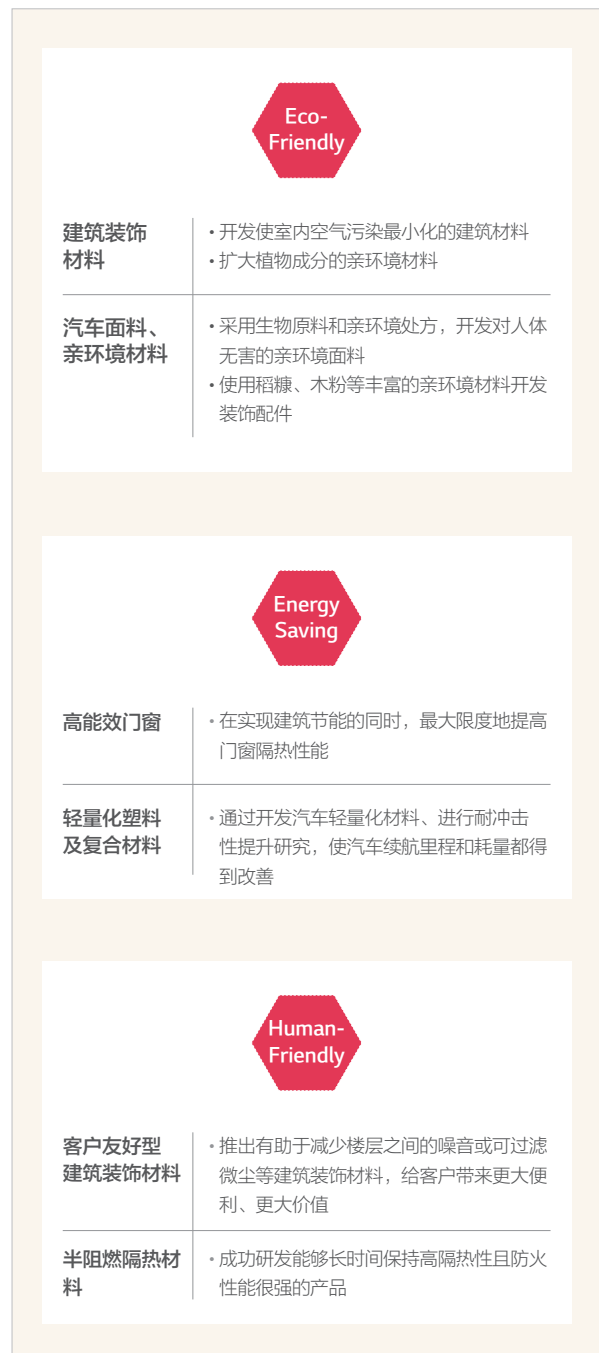 Eco-
Friendly
建筑装饰
材料
• 开发使室内空气污染最小化的建筑材料
• 扩大植物成分的亲环境材料
汽车面料、
亲环境材料
• 采用生物原料和亲环境处方，开发对人体
无害的亲环境面料
• 使用稻糠、木粉等丰富的亲环境材料开发
装饰配件
Energy
Saving
高能效门窗
• 在实现建筑节能的同时，最大限度地提高
门窗隔热性能
轻量化塑料
及复合材料
• 通过开发汽车轻量化材料、进行耐冲击
性提升研究，使汽车续航里程和耗量都得
到改善
Human-
Friendly
客户友好型
建筑装饰材料
• 推出有助于减少楼层之间的噪音或可过滤
微尘等建筑装饰材料，给客户带来更大便
利、更大价值
半阻燃隔热材
料
• 成功研发能够长时间保持高隔热性且防火
性能很强的产品